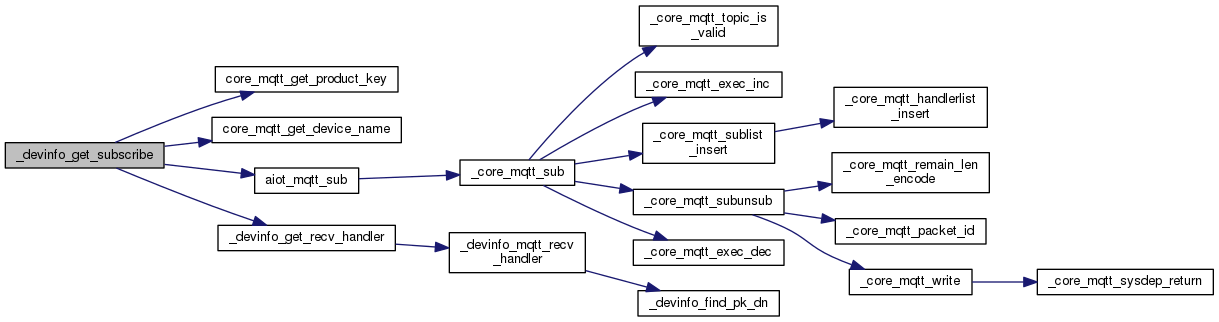 _devinfo_get_subscribe
core_mqtt_get_product_key
core_mqtt_get_device_name
aiot_mqtt_sub
_devinfo_get_recv_handler
_core_mqtt_sub
_devinfo_mqtt_recv
_handler
_core_mqtt_topic_is
_valid
_core_mqtt_exec_inc
_core_mqtt_sublist
_insert
_core_mqtt_subunsub
_core_mqtt_exec_dec
_devinfo_find_pk_dn
_core_mqtt_handlerlist
_insert
_core_mqtt_remain_len
_encode
_core_mqtt_packet_id
_core_mqtt_write
_core_mqtt_sysdep_return